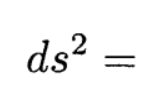 ds² =